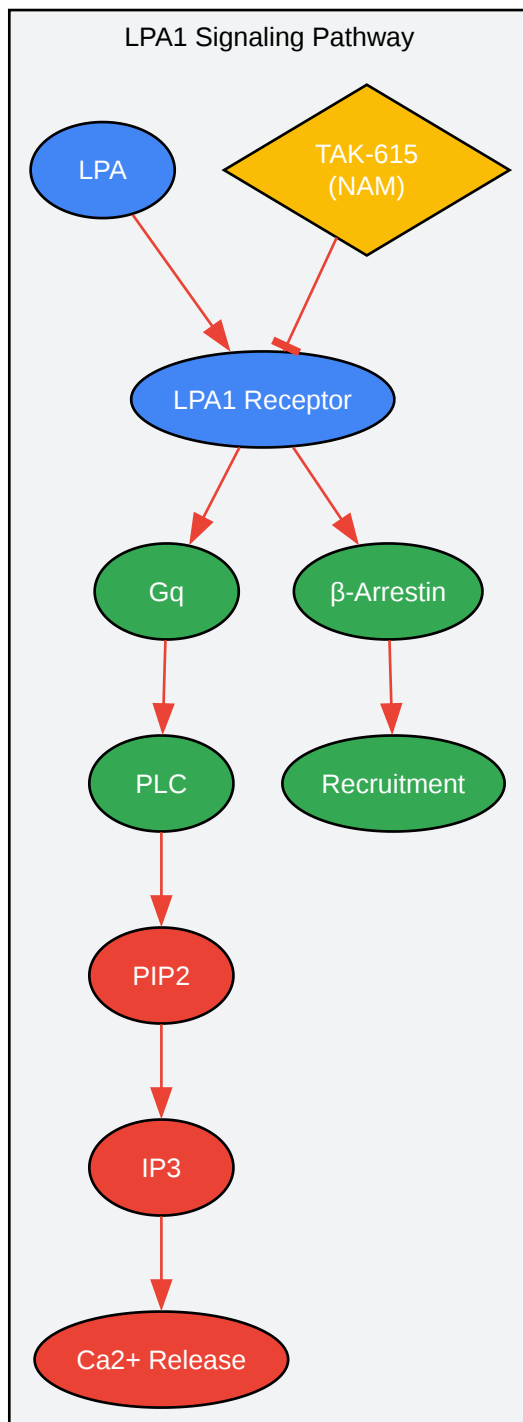 LPA1 Signaling Pathway
LPA
TAK-615
(NAM)
LPA1 Receptor
Gq
β-Arrestin
PLC
Recruitment
PIP2
IP3
Ca2+ Release